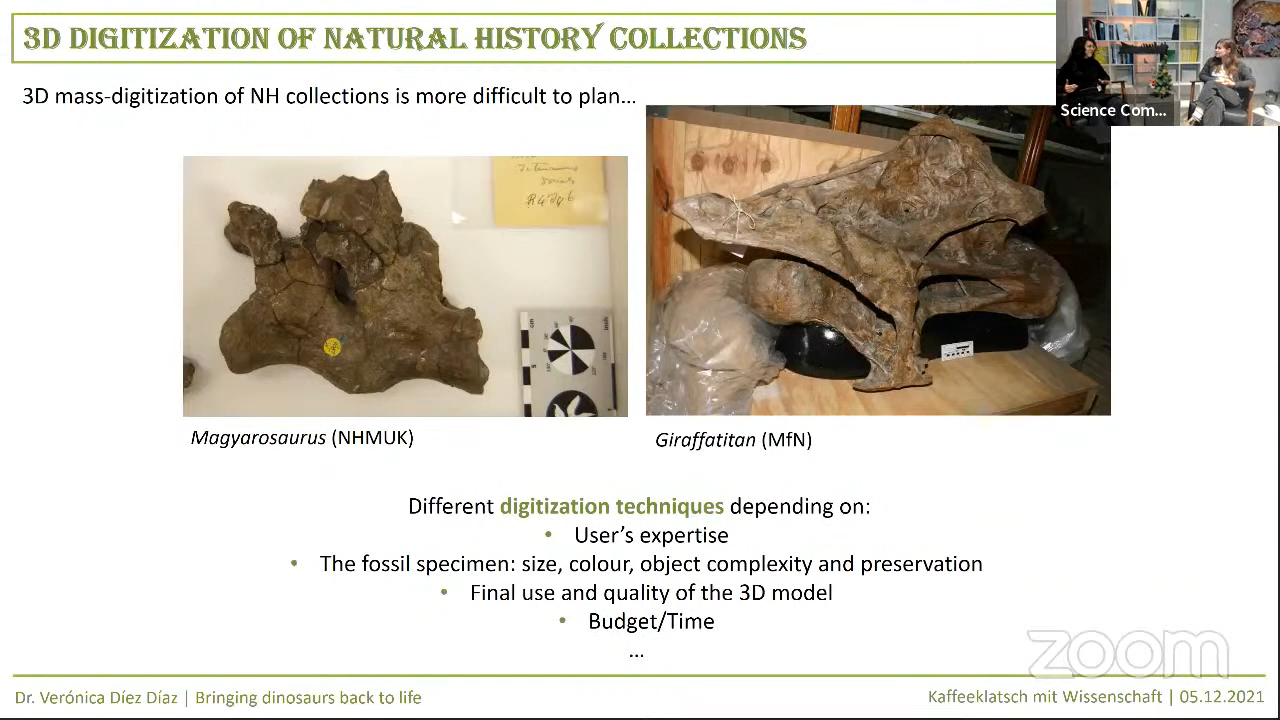 3D DIGITIZATION OF NATURAL HISTORY COLLECTIONS
Science Com...
3D mass-digitization of NH collections is more difficult to plan...
Magyarosaurus (NHMUK)
Giraffatitan (MfN)
Different digitization techniques depending on:
• User's expertise
• The fossil specimen: size, colour, object complexity and preservation
• Final use and quality of the 3D model
• Budget/Time
...
zoom
Dr. Verónica Díez Díaz | Bringing dinosaurs back to life
Kaffeeklatsch mit Wissenschaft | 05.12.2021